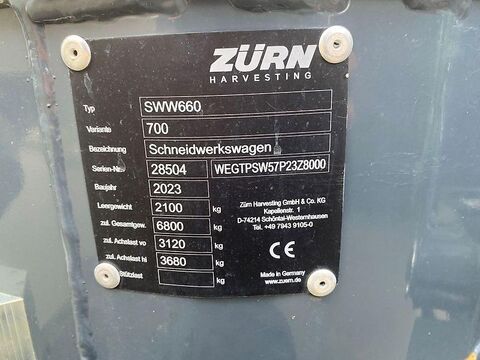 ZÜRN
HARVESTING
Typ SWW660
Variante 700
Bezeichnung Schneidwerkswagen
Serien-Nr. 28504 WEGTPSW57P23Z8000
Baujahr 2023
Leergewicht 2100 kg
zul. Gesamtgew. 6800 kg
zul. Achslast vo 3120 kg
zul. Achslast hi 3680 kg
Stützlast kg
Zürn Harvesting GmbH & Co. KG
Kapellenstr. 1
D-74214 Schöntal-Westernhausen
Tel. +49 7943 9105-0
CE
Made in Germany
www.zuern.de